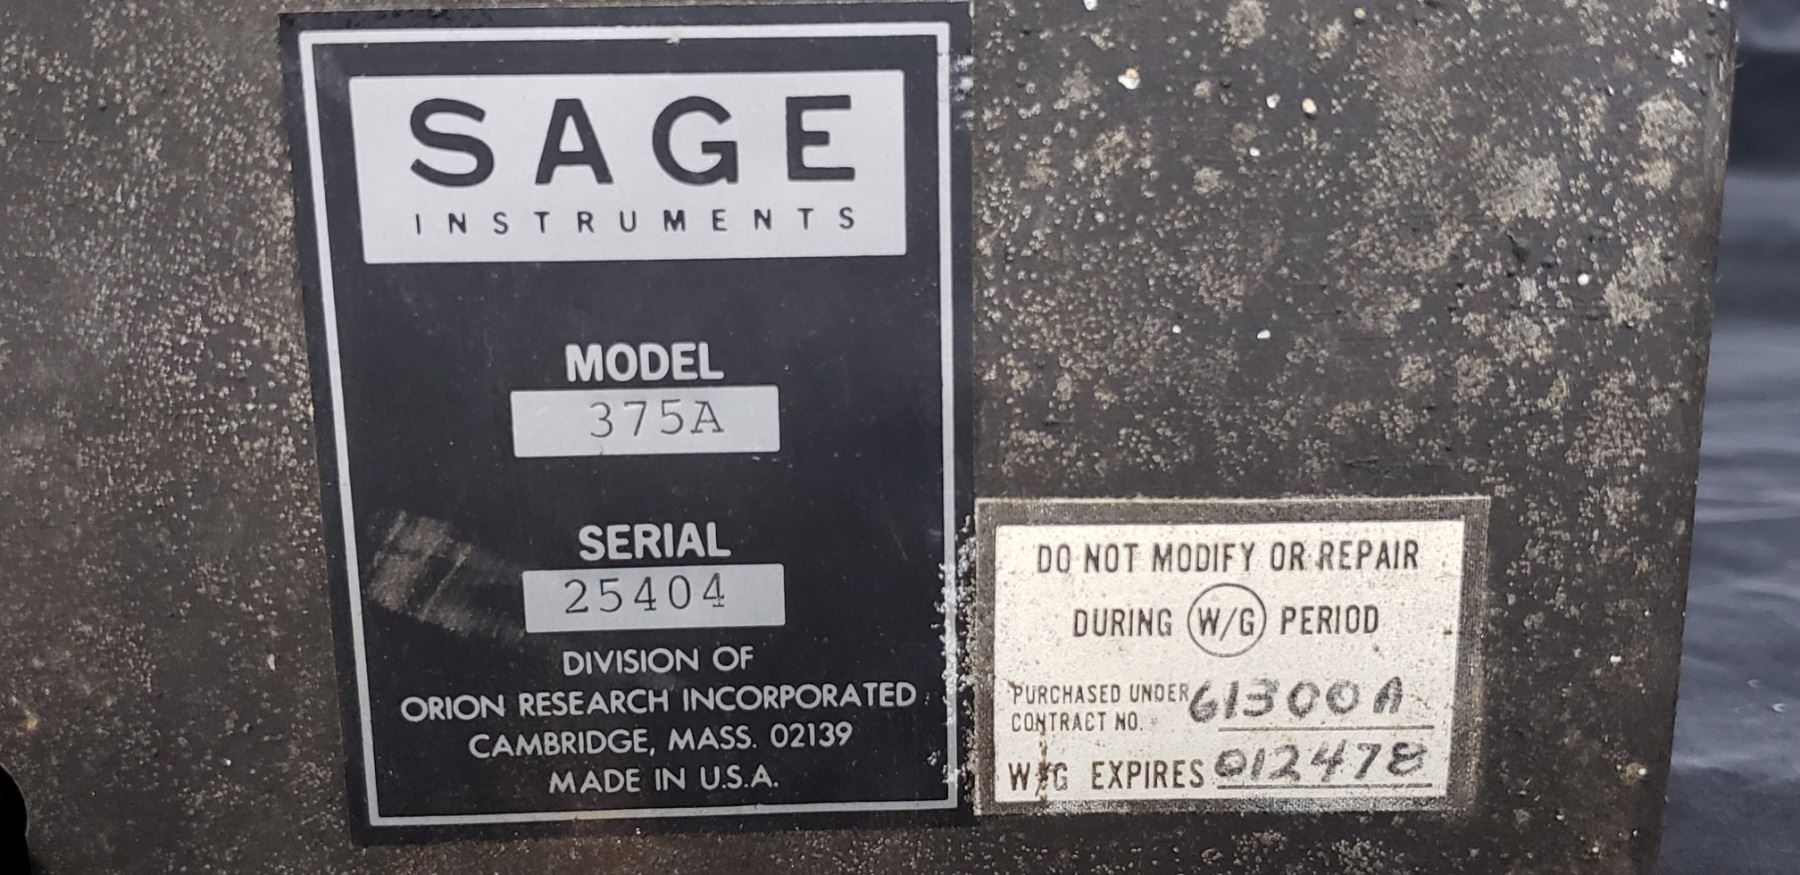 SAGE
INSTRUMENTS
MODEL
375A
SERIAL
25404
DIVISION OF
ORION RESEARCH INCORPORATED
CAMBRIDGE, MASS. 02139
MADE IN U.S.A.
DO NOT MODIFY OR REPAIR
DURING W/G PERIOD
PURCHASED UNDER
CONTRACT NO. 61300A
W/G EXPIRES 012478